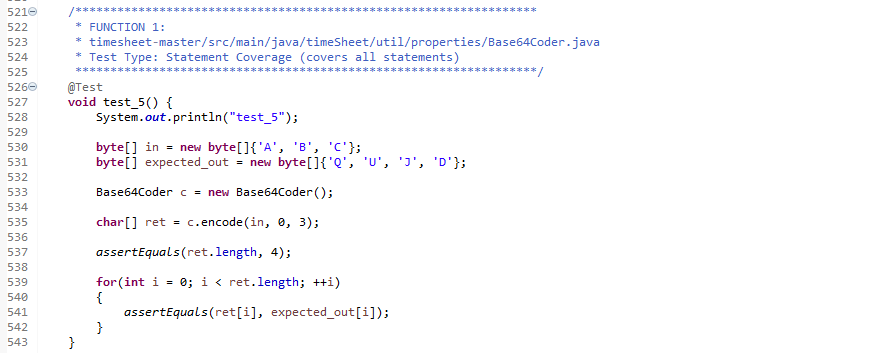 521 /******************************************************************
522 * FUNCTION 1:
523 * timesheet-master/src/main/java/timeSheet/util/properties/Base64Coder.java
524 * Test Type: Statement Coverage (covers all statements)
525 ******************************************************************/
526 @Test
527 void test_5() {
528 System.out.println("test_5");
529
530 byte[] in = new byte[]{'A', 'B', 'C'};
531 byte[] expected_out = new byte[]{'Q', 'U', 'J', 'D'};
532
533 Base64Coder c = new Base64Coder();
534
535 char[] ret = c.encode(in, 0, 3);
536
537 assertEquals(ret.length, 4);
538
539 for(int i = 0; i < ret.length; ++i)
540 {
541 assertEquals(ret[i], expected_out[i]);
542 }
543 }